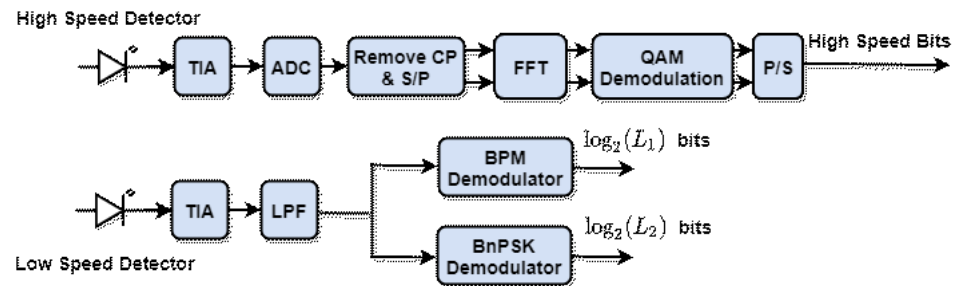 High Speed Detector
TIA
ADC
Remove CP
& S/P
FFT
QAM
Demodulation
P/S
High Speed Bits
BPM
Demodulator
log₂(L₁) bits
TIA
LPF
BnPSK
Demodulator
log₂(L₂) bits
Low Speed Detector